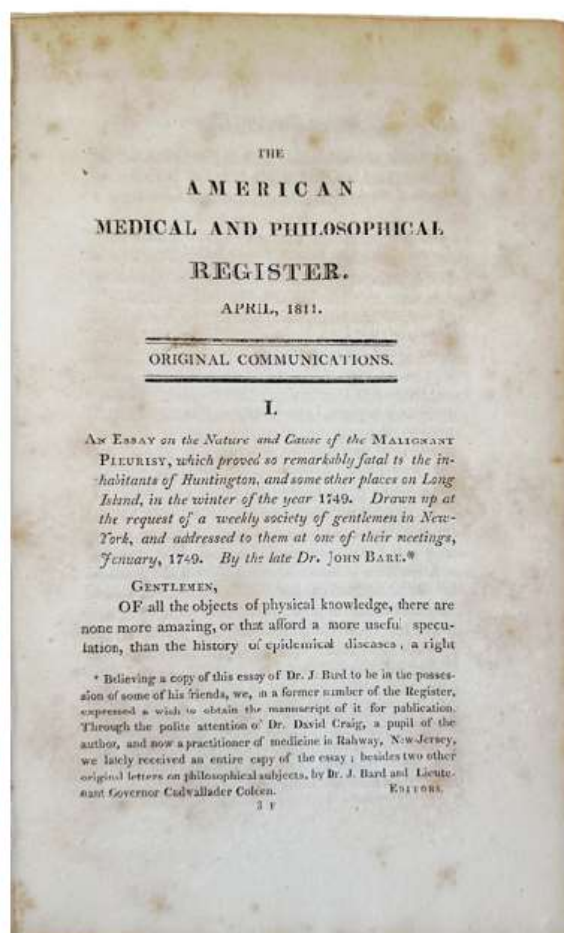 THE
AMERICAN
MEDICAL AND PHILOSOPHICAL
REGISTER.
APRIL, 1811.
ORIGINAL COMMUNICATIONS.
I.
AN ESSAY on the Nature and Cause of the MALIGNANT
PLEURISY, which proved so remarkably fatal to the in-
habitants of Huntington, and some other places on Long
Island, in the winter of the year 1749. Drawn up at
the request of a weekly society of gentlemen in New-
York, and addressed to them at one of their meetings,
January, 1749. By the late Dr. JOHN BARD.*
GENTLEMEN,
OF all the objects of physical knowledge, there are
none more amazing, or that afford a more useful specu-
lation, than the history of epidemical diseases; a right
* Believing a copy of this essay of Dr. J. Bard to be in the posses-
sion of some of his friends, we, in a former number of the Register,
expressed a wish to obtain the manuscript of it for publication.
Through the polite attention of Dr. David Craig, a pupil of the
author, and now a practitioner of medicine in Rahway, New-Jersey,
we lately received an entire copy of the essay; besides two other
original letters on philosophical subjects, by Dr. J. Bard and Lieute-
nant Governor Cadwallader Colden. EDITORS.
3 F